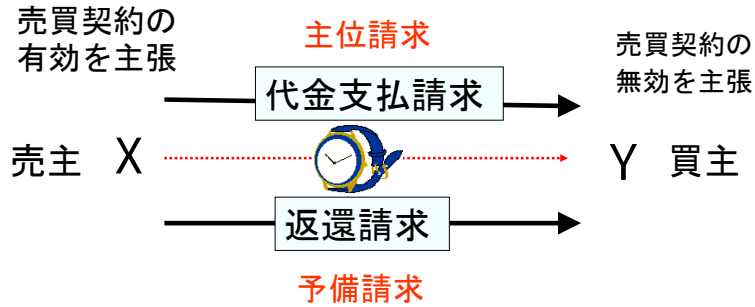 売買契約の
有効を主張
主位請求
売買契約の
無効を主張
代金支払請求
売主 X
Y 買主
返還請求
予備請求